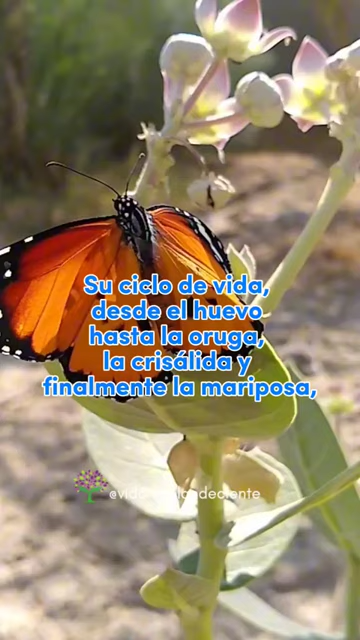 Su ciclo de vida,
desde el huevo
hasta la oruga,
la crisálida y
finalmente la mariposa,